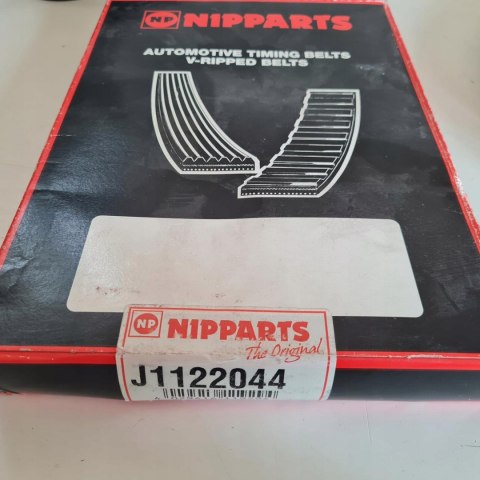 NP NIPPARTS
AUTOMOTIVE TIMING BELTS
V-RIPPED BELTS
NP NIPPARTS
The Original
J1122044